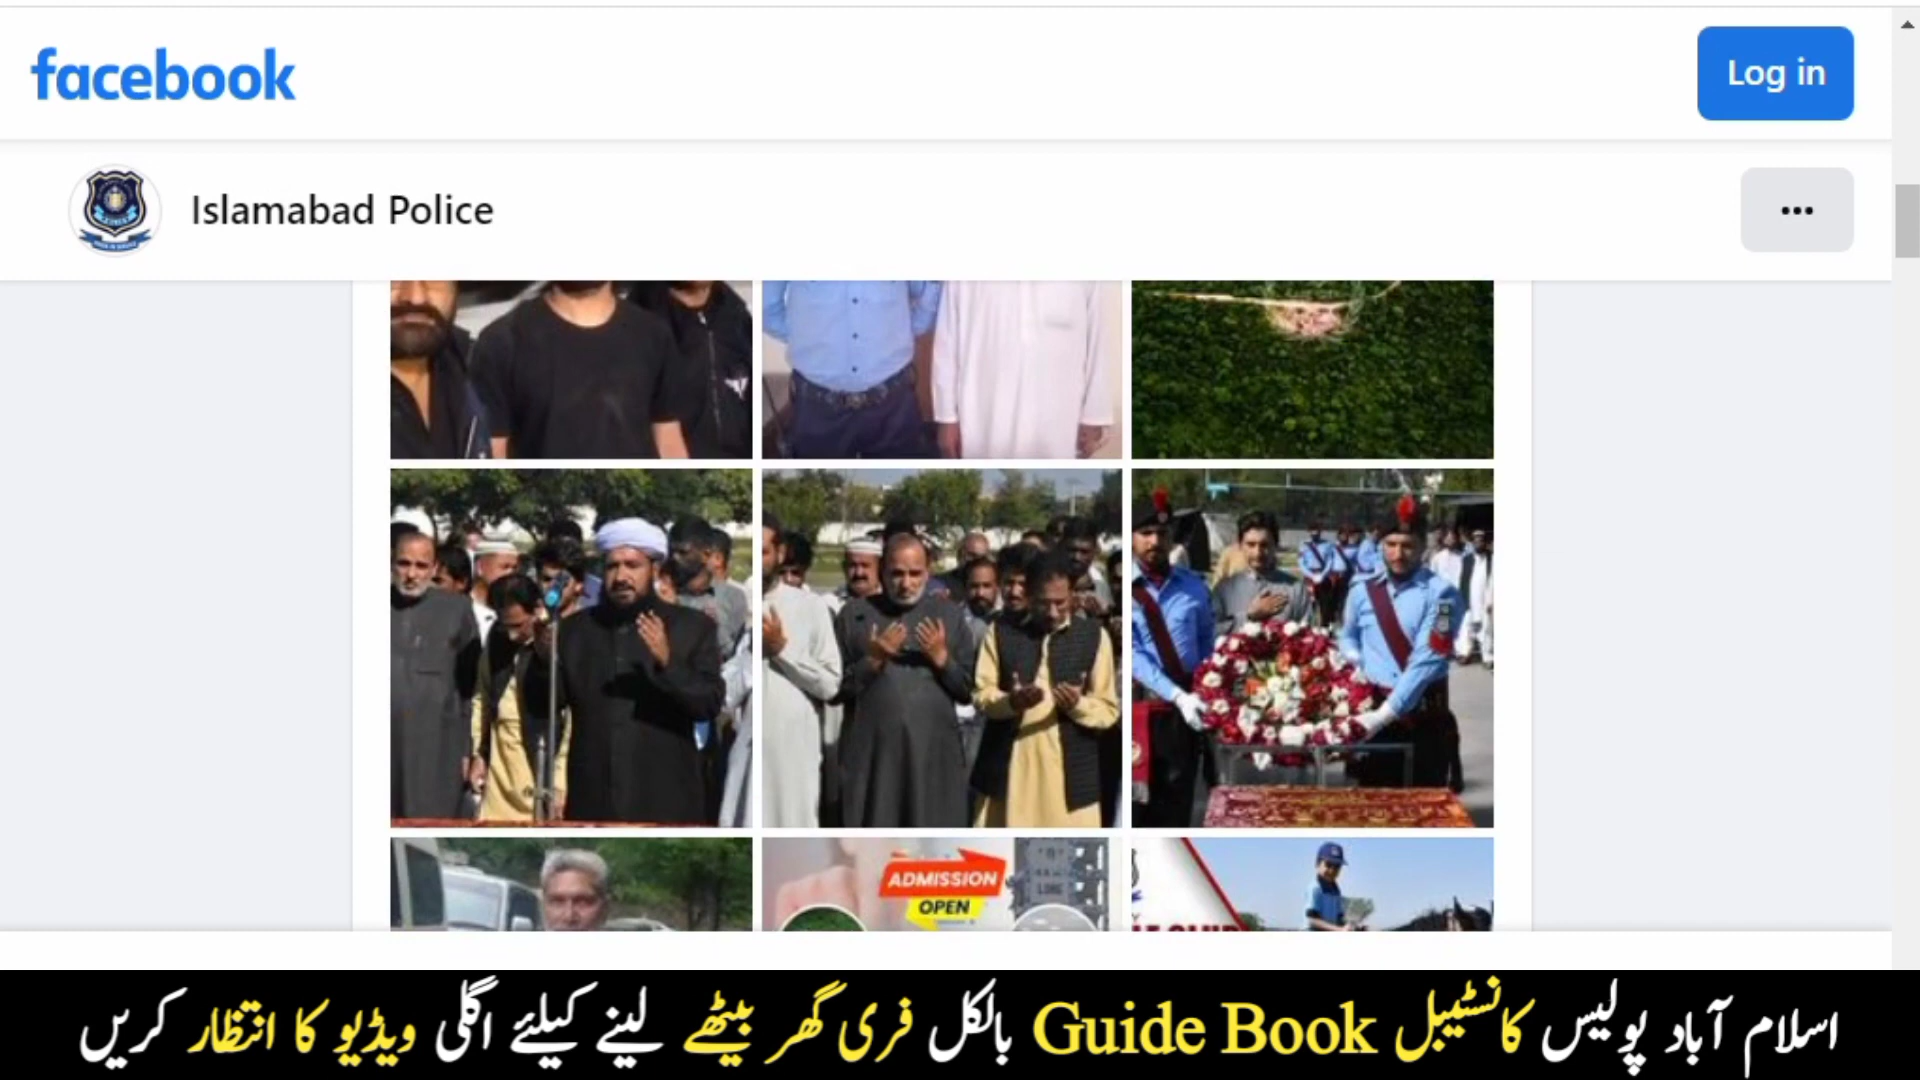 facebook
Log in
Islamabad Police
ADMISSION
OPEN
اسلام آباد پولیس کانسٹیبل Guide Book بالکل فری گھر بیٹھے لینے کیلئے اگلی ویڈیو کا انتظار کریں